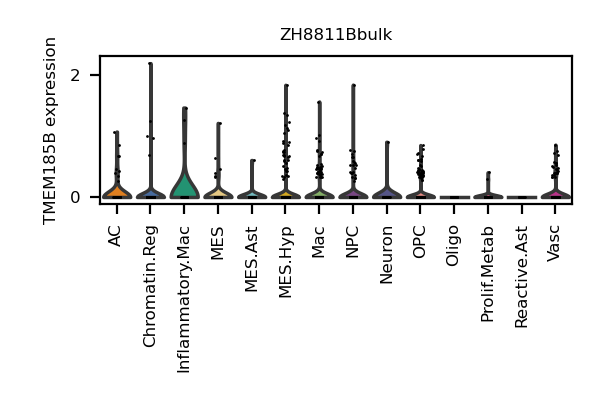 ZH8811Bbulk
TMEM185B expression
2
0
AC
Chromatin.Reg
Inflammatory.Mac
MES
MES.Ast
MES.Hyp
Mac
NPC
Neuron
OPC
Oligo
Prolif.Metab
Reactive.Ast
Vasc